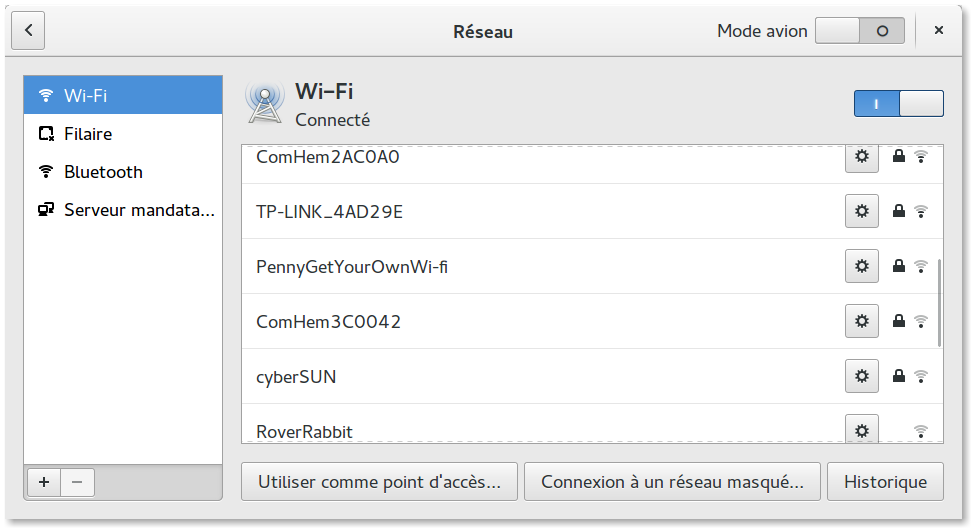 Réseau
Mode avion
Wi-Fi
Filaire
Bluetooth
Serveur mandata...
Wi-Fi
Connecté
ComHem2AC0A0
TP-LINK_4AD29E
PennyGetYourOwnWi-fi
ComHem3C0042
cyberSUN
RoverRabbit
Utiliser comme point d'accès...
Connexion à un réseau masqué...
Historique